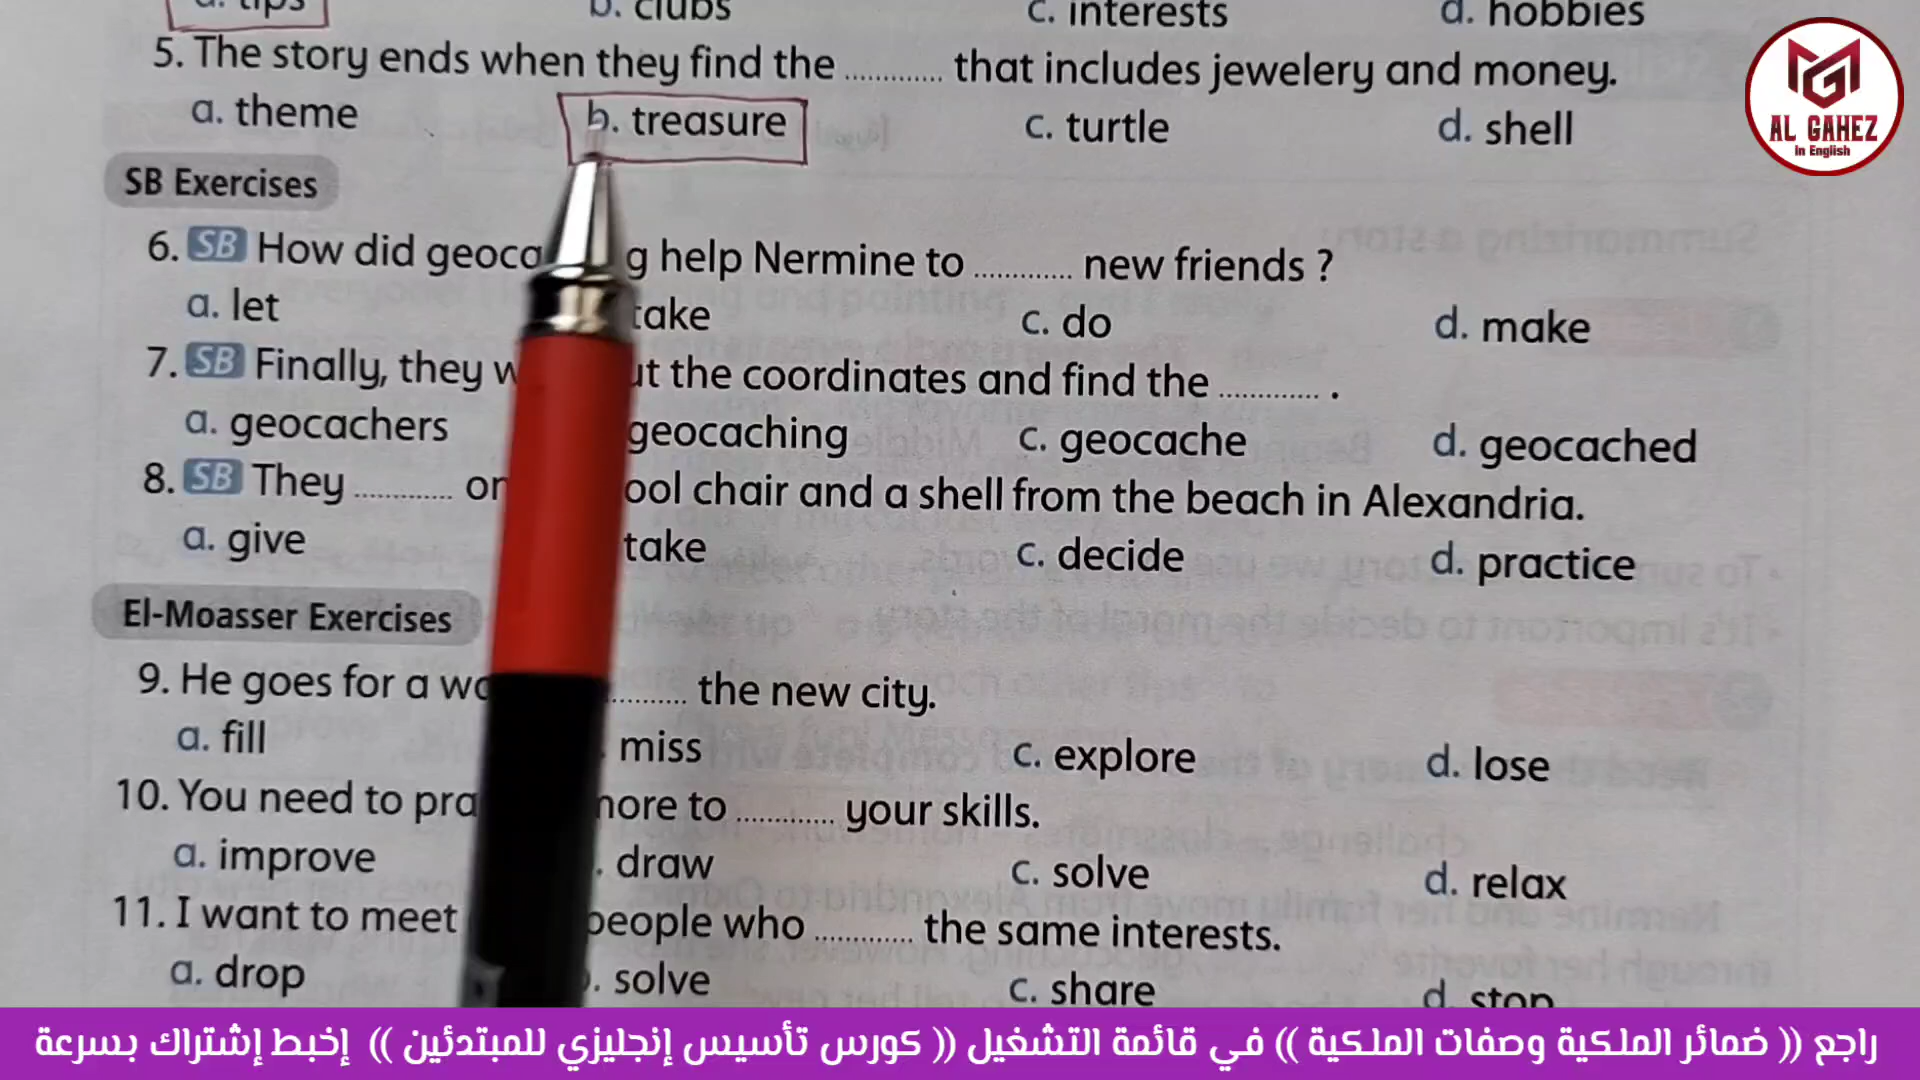 a. tips b. clubs c. interests d. hobbies
5. The story ends when they find the ............ that includes jewelery and money.
a. theme b. treasure c. turtle d. shell
SB Exercises
6. SB How did geoca g help Nermine to ............ new friends ?
a. let take c. do d. make
7. SB Finally, they w ut the coordinates and find the ............ .
a. geocachers geocaching c. geocache d. geocached
8. SB They ............ on ool chair and a shell from the beach in Alexandria.
a. give take c. decide d. practice
El-Moasser Exercises
9. He goes for a wa ............ the new city.
a. fill miss c. explore d. lose
10. You need to pra more to ............ your skills.
a. improve draw c. solve d. relax
11. I want to meet people who ............ the same interests.
a. drop b. solve c. share d. stop
MG
AL GAHEZ
in English
راجع (( ضمائر الملكية وصفات الملكية )) في قائمة التشغيل (( كورس تأسيس إنجليزي للمبتدئين )) إخبط إشتراك بسرعة